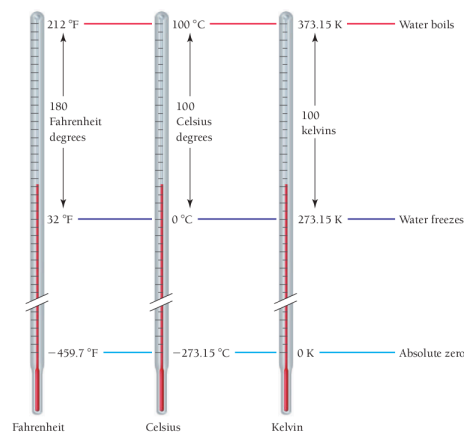 212 °F
100 °C
373.15 K
Water boils
180
Fahrenheit
degrees
100
Celsius
degrees
100
kelvins
32 °F
0 °C
273.15 K
Water freezes
−459.7 °F
−273.15 °C
0 K
Absolute zero
Fahrenheit
Celsius
Kelvin